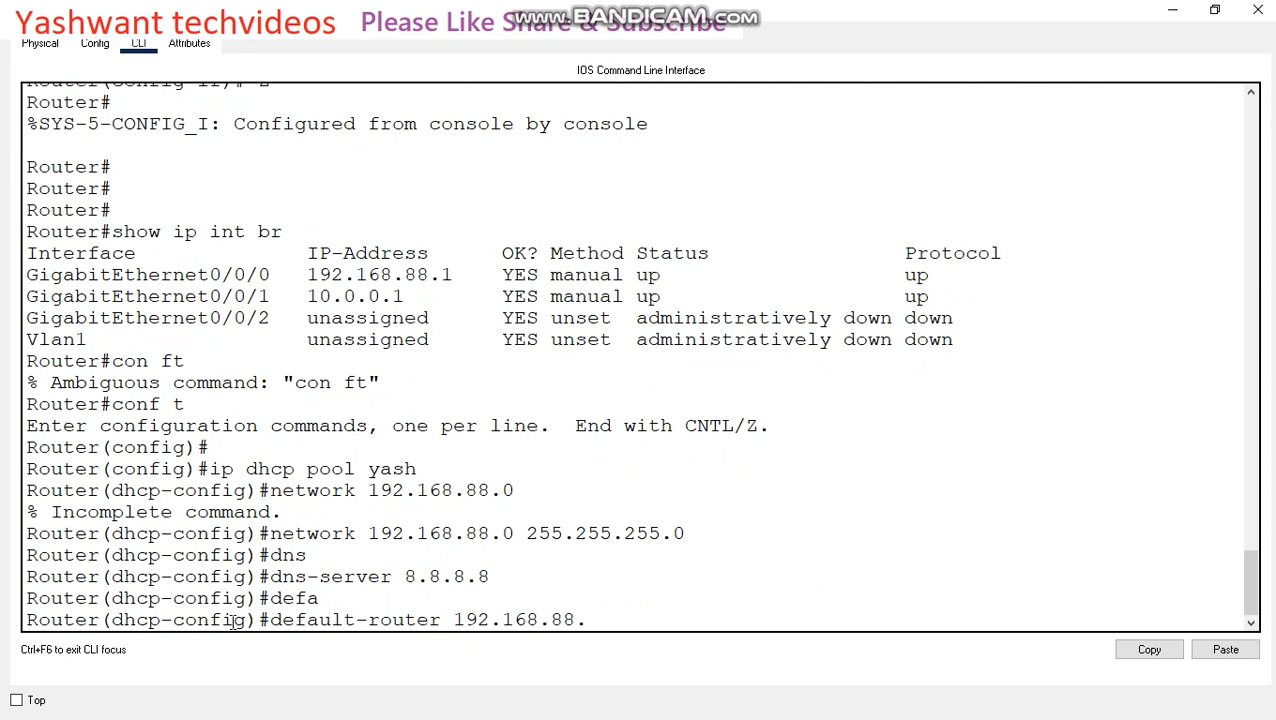 www.BANDICAM.com
Yashwant techvideos Please Like Share & Subscribe
Physical Config CLI Attributes
IOS Command Line Interface
Router#
%SYS-5-CONFIG_I: Configured from console by console
Router#
Router#
Router#
Router#show ip int br
Interface IP-Address OK? Method Status Protocol
GigabitEthernet0/0/0 192.168.88.1 YES manual up up
GigabitEthernet0/0/1 10.0.0.1 YES manual up up
GigabitEthernet0/0/2 unassigned YES unset administratively down down
Vlan1 unassigned YES unset administratively down down
Router#con ft
% Ambiguous command: "con ft"
Router#conf t
Enter configuration commands, one per line. End with CNTL/Z.
Router(config)#
Router(config)#ip dhcp pool yash
Router(dhcp-config)#network 192.168.88.0
% Incomplete command.
Router(dhcp-config)#network 192.168.88.0 255.255.255.0
Router(dhcp-config)#dns
Router(dhcp-config)#dns-server 8.8.8.8
Router(dhcp-config)#defa
Router(dhcp-config)#default-router 192.168.88.
Ctrl+F6 to exit CLI focus
Copy Paste
Top